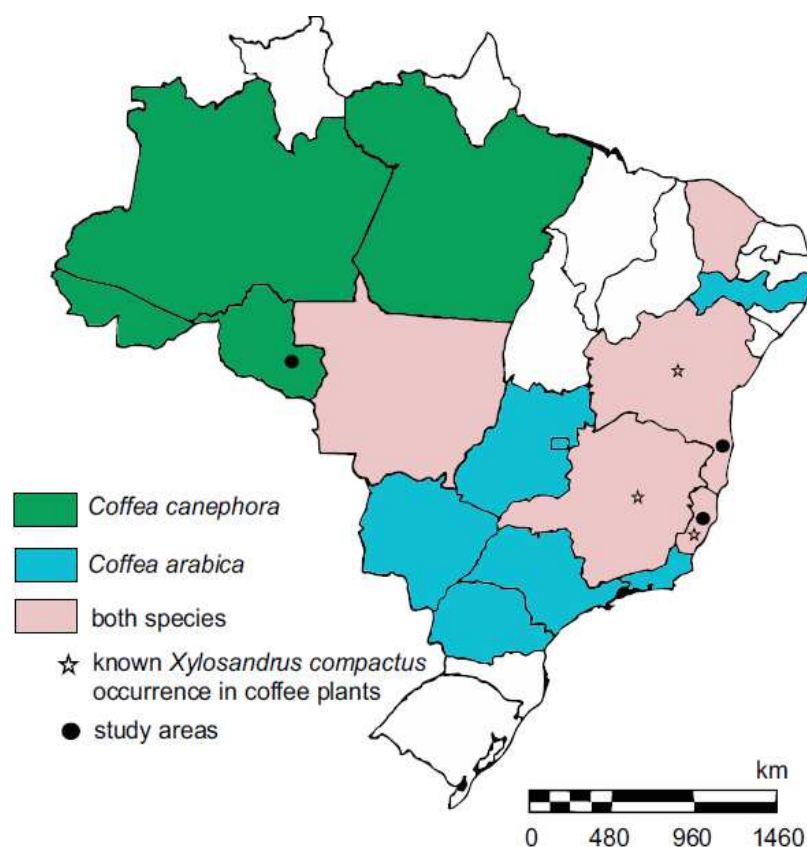 Coffea canephora
Coffea arabica
both species
known Xylosandrus compactus
occurrence in coffee plants
study areas
km
0 480 960 1460